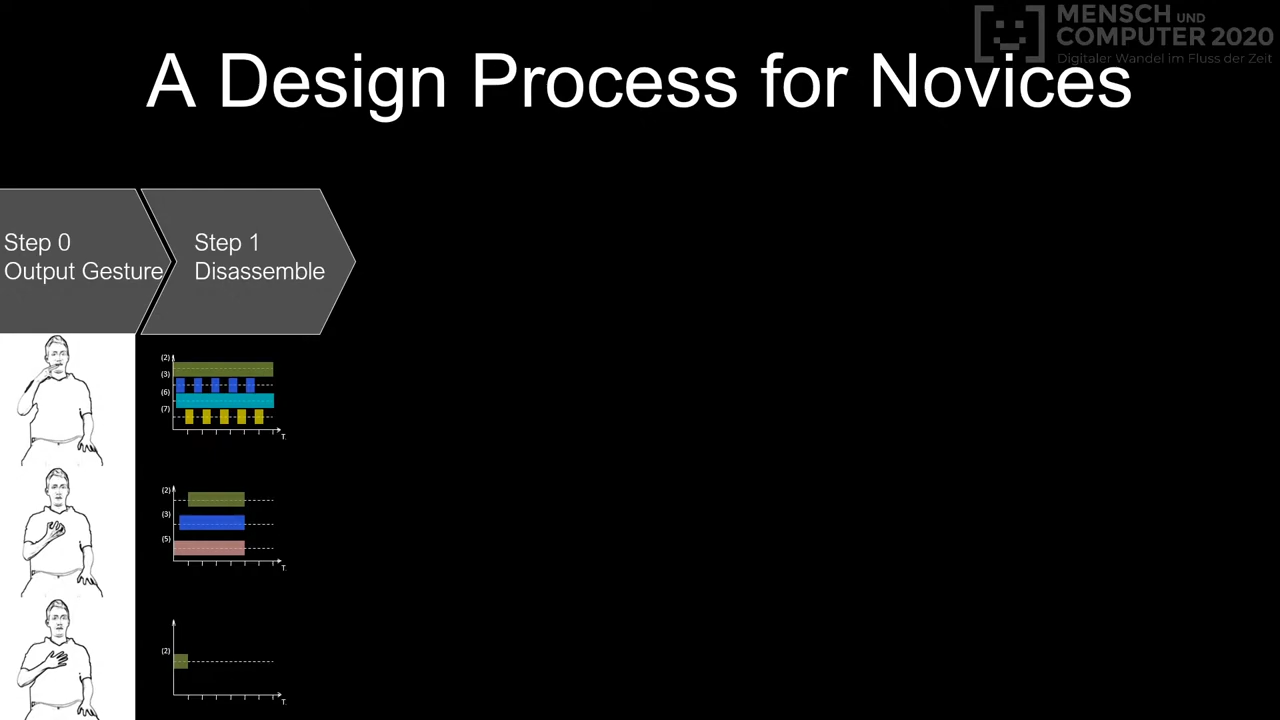 MENSCH UND
COMPUTER 2020
Digitaler Wandel im Fluss der Zeit
A Design Process for Novices
Step 0
Output Gesture
Step 1
Disassemble
(2)
(3)
(6)
(7)
T.
(2)
(3)
(5)
T.
(2)
T.